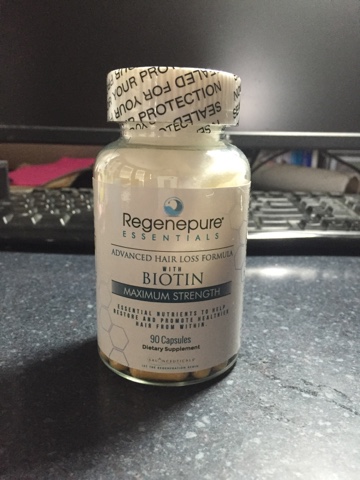 YOUR PROTECTION
SEALED FOR YOUR
PROTECTION
SEALED
Regenepure®
ESSENTIALS
ADVANCED HAIR LOSS FORMULA
WITH
BIOTIN
MAXIMUM STRENGTH
ESSENTIAL NUTRIENTS TO HELP
RESTORE AND PROMOTE HEALTHIER
HAIR FROM WITHIN.
90 Capsules
Dietary Supplement